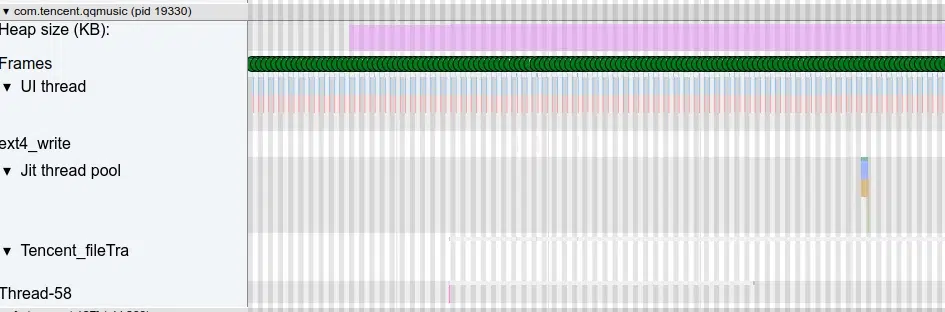 ▼ com.tencent.qqmusic (pid 19330)
Heap size (KB):
Frames
▼ UI thread
ext4_write
▼ Jit thread pool
▼ Tencent_fileTra
Thread-58